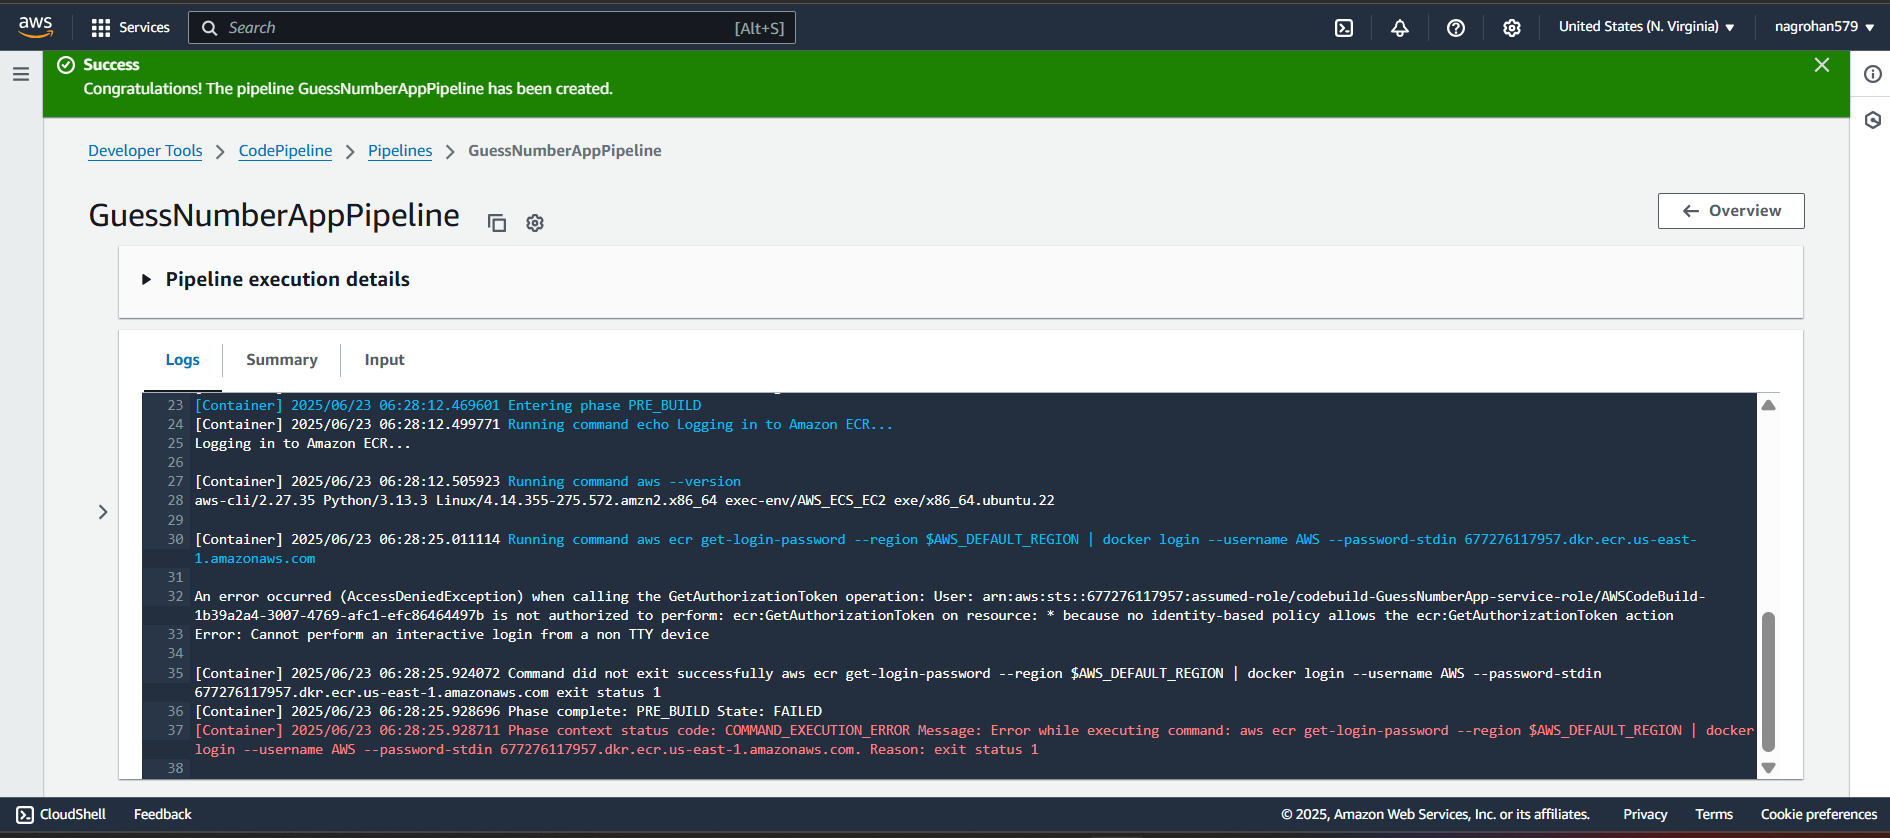 aws
Services
Search
[Alt+S]
United States (N. Virginia)
nagrohan579
Success
Congratulations! The pipeline GuessNumberAppPipeline has been created.
Developer Tools
CodePipeline
Pipelines
GuessNumberAppPipeline
GuessNumberAppPipeline
Overview
Pipeline execution details
Logs
Summary
Input
23 [Container] 2025/06/23 06:28:12.469601 Entering phase PRE_BUILD
24 [Container] 2025/06/23 06:28:12.499771 Running command echo Logging in to Amazon ECR...
25 Logging in to Amazon ECR...
26
27 [Container] 2025/06/23 06:28:12.505923 Running command aws --version
28 aws-cli/2.27.35 Python/3.13.3 Linux/4.14.355-275.572.amzn2.x86_64 exec-env/AWS_ECS_EC2 exe/x86_64.ubuntu.22
29
30 [Container] 2025/06/23 06:28:25.011114 Running command aws ecr get-login-password --region $AWS_DEFAULT_REGION | docker login --username AWS --password-stdin 677276117957.dkr.ecr.us-east-
1.amazonaws.com
31
32 An error occurred (AccessDeniedException) when calling the GetAuthorizationToken operation: User: arn:aws:sts::677276117957:assumed-role/codebuild-GuessNumberApp-service-role/AWSCodeBuild-
1b39a2a4-3007-4769-afc1-efc86464497b is not authorized to perform: ecr:GetAuthorizationToken on resource: * because no identity-based policy allows the ecr:GetAuthorizationToken action
33 Error: Cannot perform an interactive login from a non TTY device
34
35 [Container] 2025/06/23 06:28:25.924072 Command did not exit successfully aws ecr get-login-password --region $AWS_DEFAULT_REGION | docker login --username AWS --password-stdin
677276117957.dkr.ecr.us-east-1.amazonaws.com exit status 1
36 [Container] 2025/06/23 06:28:25.928696 Phase complete: PRE_BUILD State: FAILED
37 [Container] 2025/06/23 06:28:25.928711 Phase context status code: COMMAND_EXECUTION_ERROR Message: Error while executing command: aws ecr get-login-password --region $AWS_DEFAULT_REGION | docker
login --username AWS --password-stdin 677276117957.dkr.ecr.us-east-1.amazonaws.com. Reason: exit status 1
38
CloudShell
Feedback
© 2025, Amazon Web Services, Inc. or its affiliates.
Privacy
Terms
Cookie preferences